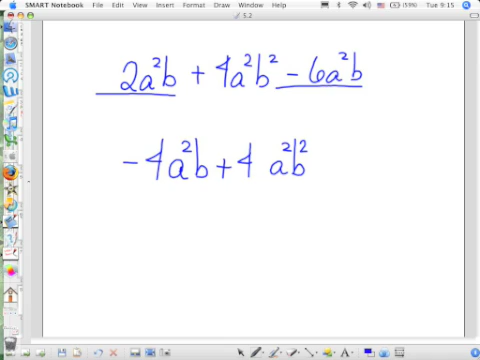 SMART Notebook File Edit View Insert Format Draw Window Help (59%) Tue 9:15
5.2
2a²b + 4a²b² - 6a²b
-4a²b + 4 a²b²